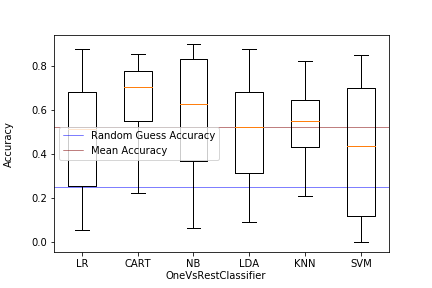 0.8
0.6
0.4
0.2
0.0
Accuracy
Random Guess Accuracy
Mean Accuracy
LR CART NB LDA KNN SVM
OneVsRestClassifier